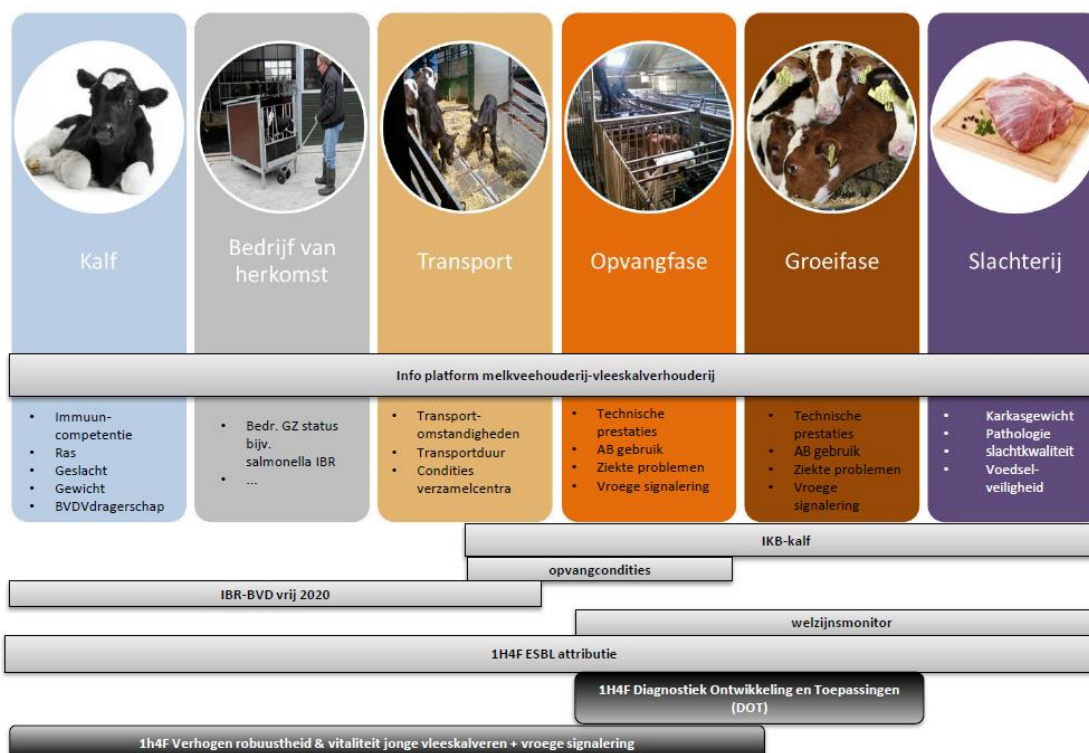 Kalf
Bedrijf van
herkomst
Transport
Opvangfase
Groeifase
Slachterij
Info platform melkveehouderij-vleeskalverhouderij
• Immuun-
competentie
• Ras
• Geslacht
• Gewicht
• BVDVdragerschap
• Bedr. GZ status
bijv.
salmonella IBR
• ...
• Transport-
omstandigheden
• Transportduur
• Condities
verzamelcentra
• Technische
prestaties
• AB gebruik
• Ziekte problemen
• Vroege signalering
• Technische
prestaties
• AB gebruik
• Ziekte problemen
• Vroege
signalering
• Karkasgewicht
• Pathologie
• slachtkwaliteit
• Voedsel-
veiligheid
IKB-kalf
opvangcondities
IBR-BVD vrij 2020
welzijnsmonitor
1H4F ESBL attributie
1H4F Diagnostiek Ontwikkeling en Toepassingen
(DOT)
1h4F Verhogen robuustheid & vitaliteit jonge vleeskalveren + vroege signalering